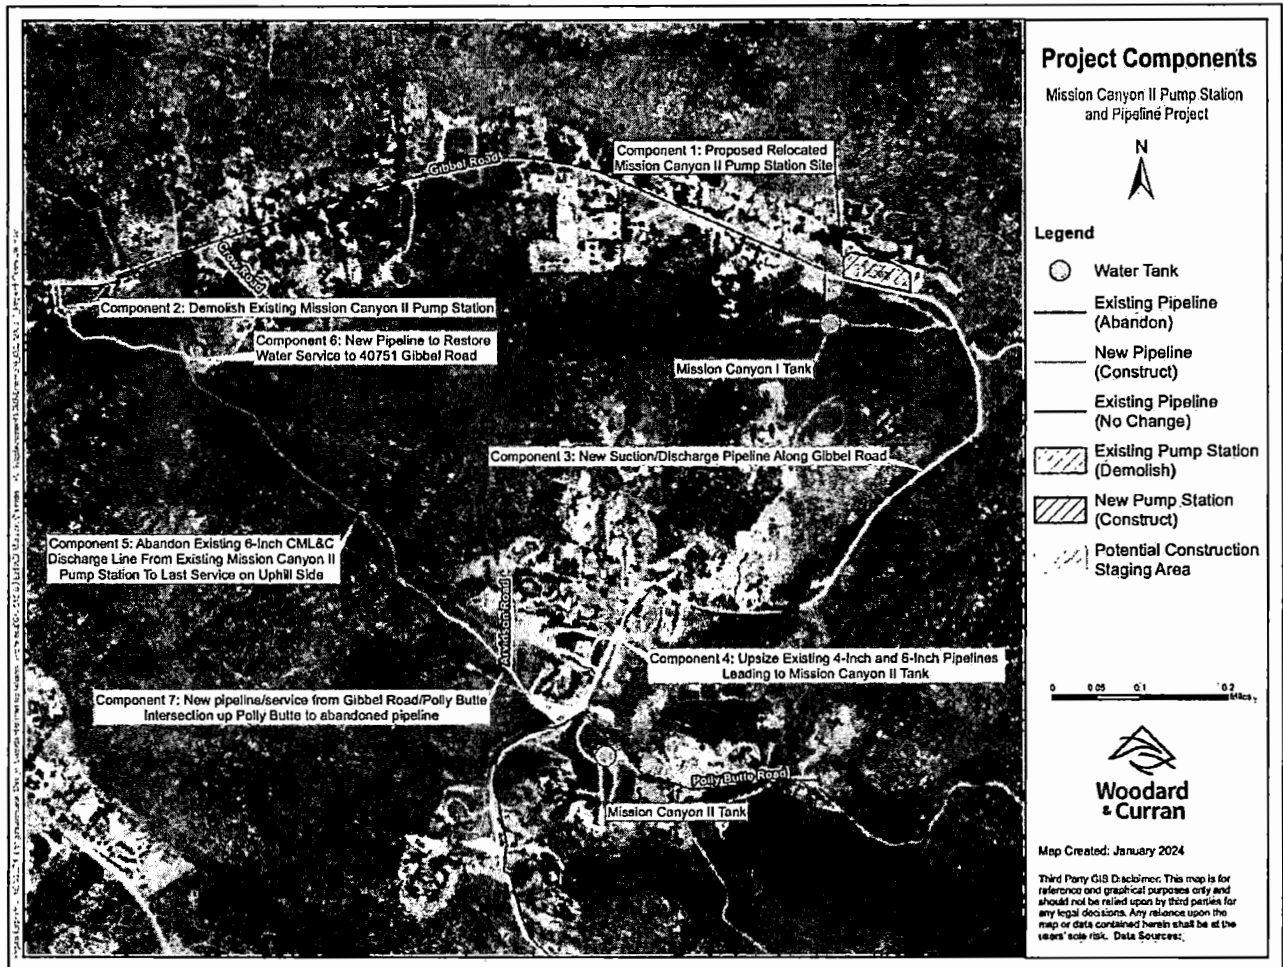 Project Components
Mission Canyon II Pump Station
and Pipeline Project
N
Legend
Water Tank
Existing Pipeline
(Abandon)
New Pipeline
(Construct)
Existing Pipeline
(No Change)
Existing Pump Station
(Demolish)
New Pump Station
(Construct)
Potential Construction
Staging Area
0 0.05 0.1 0.2
Miles
Woodard
& Curran
Map Created: January 2024
Third Party GIS Disclaimer: This map is for
reference and graphical purposes only and
should not be relied upon by third parties for
any legal decisions. Any reliance upon the
map or data contained herein shall be at the
users' sole risk. Data Sources:
Component 1: Proposed Relocated
Mission Canyon II Pump Station Site
Gibbel Road
Component 2: Demolish Existing Mission Canyon II Pump Station
Component 6: New Pipeline to Restore
Water Service to 40751 Gibbel Road
Mission Canyon I Tank
Component 3: New Suction/Discharge Pipeline Along Gibbel Road
Component 5: Abandon Existing 6-Inch CML&C
Discharge Line From Existing Mission Canyon II
Pump Station To Last Service on Uphill Side
Component 4: Upsize Existing 4-Inch and 6-Inch Pipelines
Leading to Mission Canyon II Tank
Component 7: New pipeline/service from Gibbel Road/Polly Butte
Intersection up Polly Butte to abandoned pipeline
Polly Butte Road
Mission Canyon II Tank